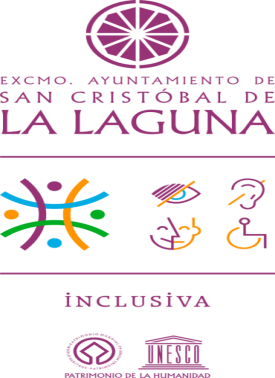 EXCMO. AYUNTAMIENTO DE
SAN CRISTÓBAL DE
LA LAGUNA
INCLUSIVA
UNESCO
PATRIMONIO DE LA HUMANIDAD